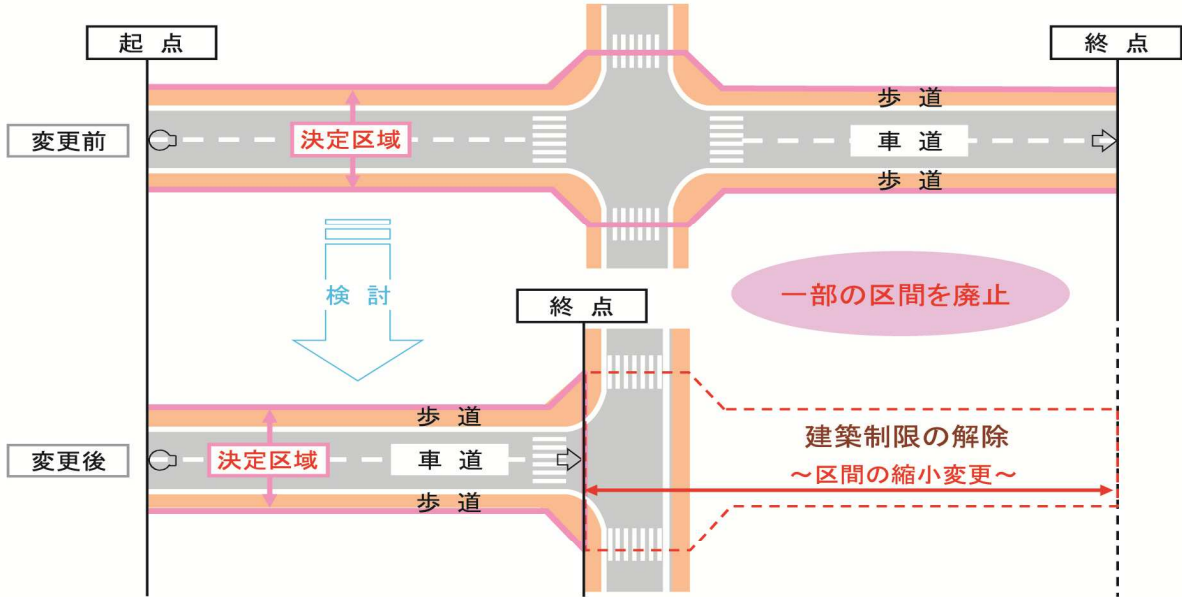 起点
終点
歩道
変更前
決定区域
車道
歩道
検討
一部の区間を廃止
終点
歩道
建築制限の解除
変更後
決定区域
車道
～区間の縮小変更～
歩道